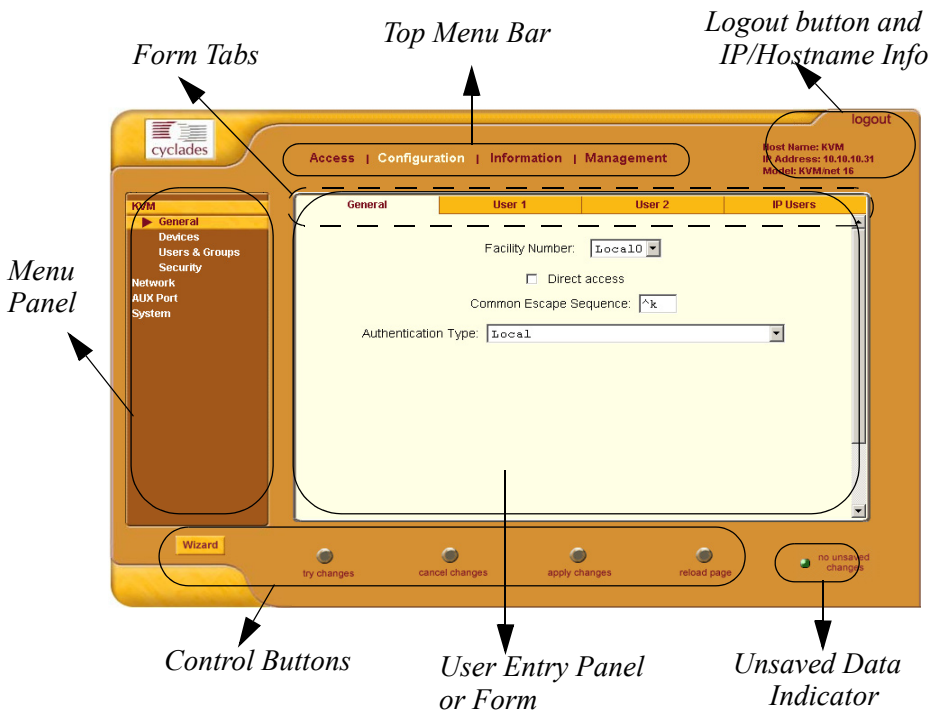 Form Tabs
Top Menu Bar
Logout button and
IP/Hostname Info
cyclades
logout
Access | Configuration | Information | Management
Host Name: KVM
IP Address: 10.10.10.31
Model: KVM/net 16
KVM
General
Devices
Users & Groups
Security
Network
AUX Port
System
General
User 1
User 2
IP Users
Facility Number: Local0
Direct access
Common Escape Sequence: ^k
Authentication Type: Local
Menu
Panel
Wizard
try changes
cancel changes
apply changes
reload page
no unsaved
changes
Control Buttons
User Entry Panel
or Form
Unsaved Data
Indicator